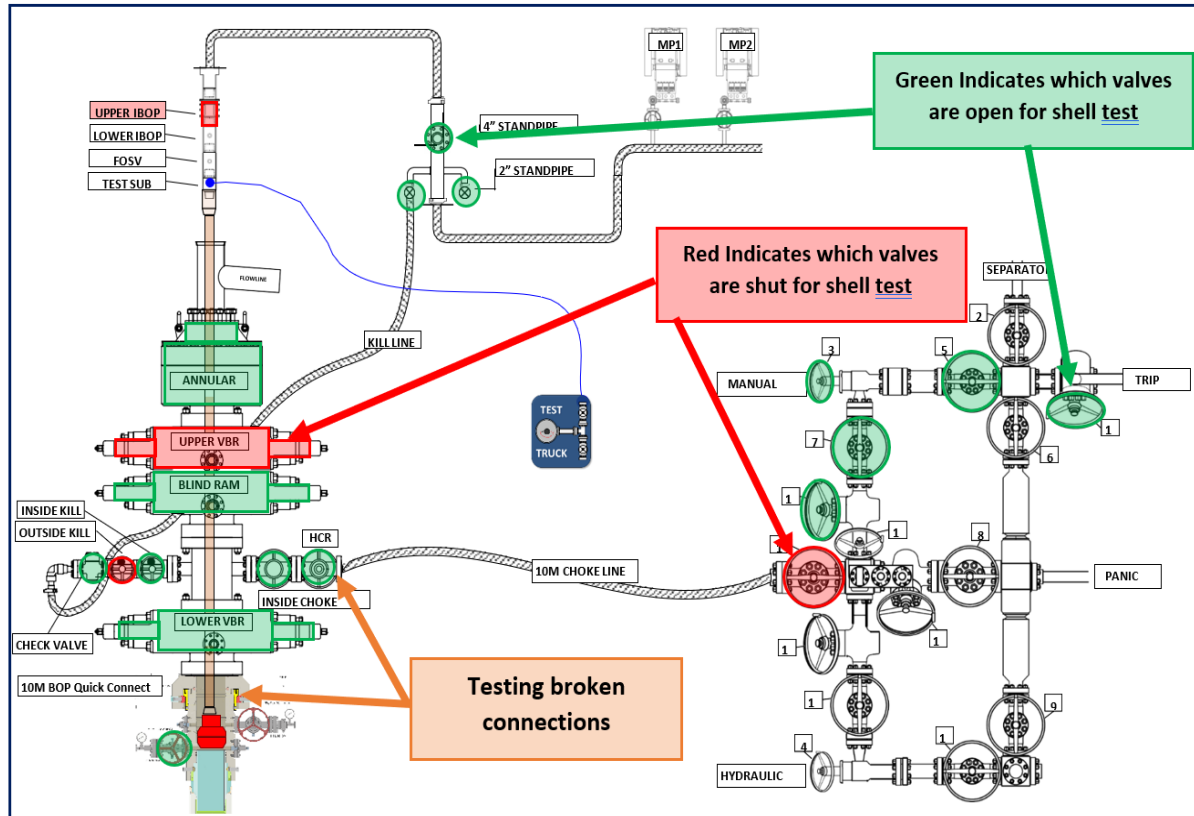 MP1
MP2
Green Indicates which valves
are open for shell test
UPPER IBOP
LOWER IBOP
FOSV
TEST SUB
4” STANDPIPE
2” STANDPIPE
Red Indicates which valves
are shut for shell test
FLOWLINE
SEPARATOR
2
KILL LINE
3
5
MANUAL
TRIP
ANNULAR
1
TEST
TRUCK
UPPER VBR
7
6
BLIND RAM
INSIDE KILL
OUTSIDE KILL
1
1
HCR
1
8
10M CHOKE LINE
PANIC
INSIDE CHOKE
LOWER VBR
CHECK VALVE
1
1
10M BOP Quick Connect
Testing broken
connections
1
9
4
1
HYDRAULIC